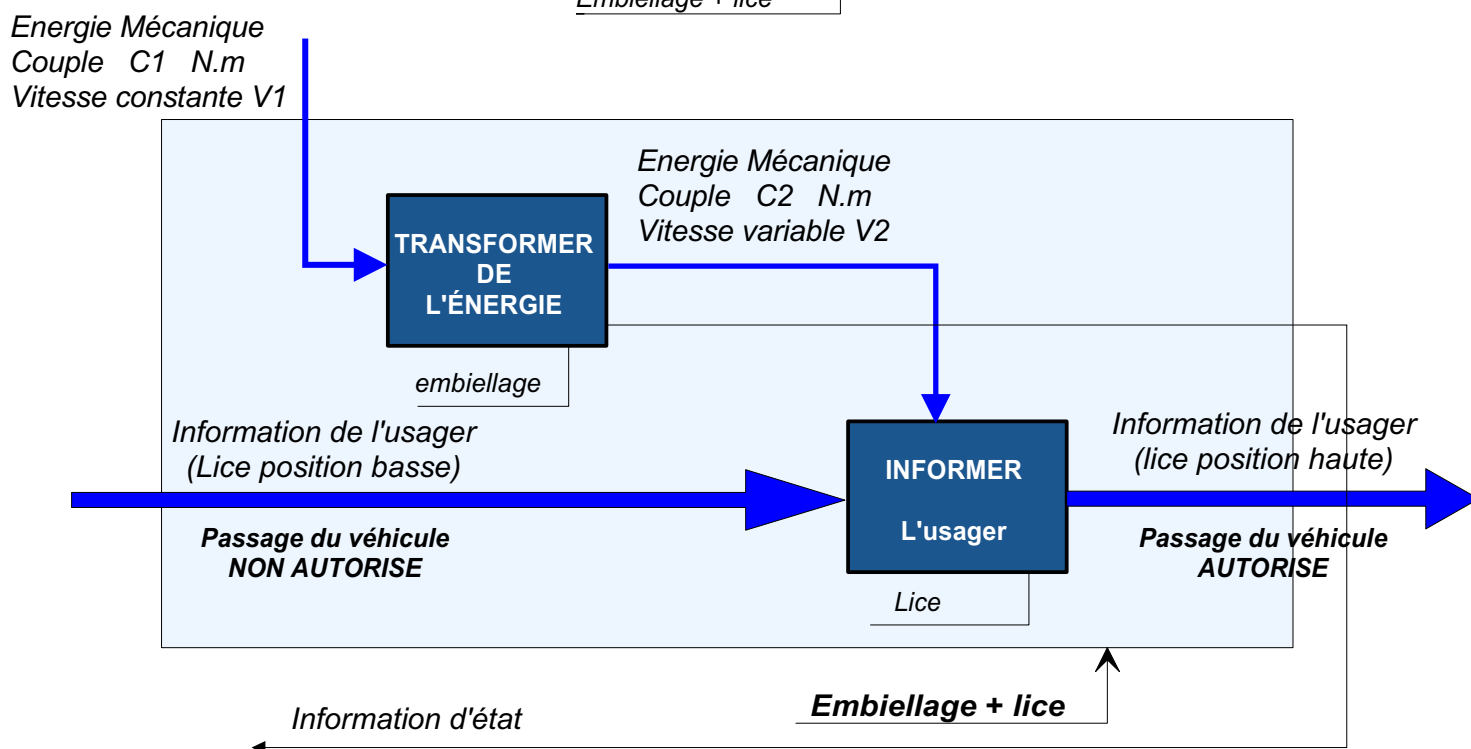 Embiellage + lice
Energie Mécanique
Couple C1 N.m
Vitesse constante V1
Energie Mécanique
Couple C2 N.m
Vitesse variable V2
TRANSFORMER
DE
L'ÉNERGIE
embiellage
Information de l'usager
(Lice position basse)
Passage du véhicule
NON AUTORISE
INFORMER
L'usager
Lice
Information de l'usager
(lice position haute)
Passage du véhicule
AUTORISE
Embiellage + lice
Information d'état